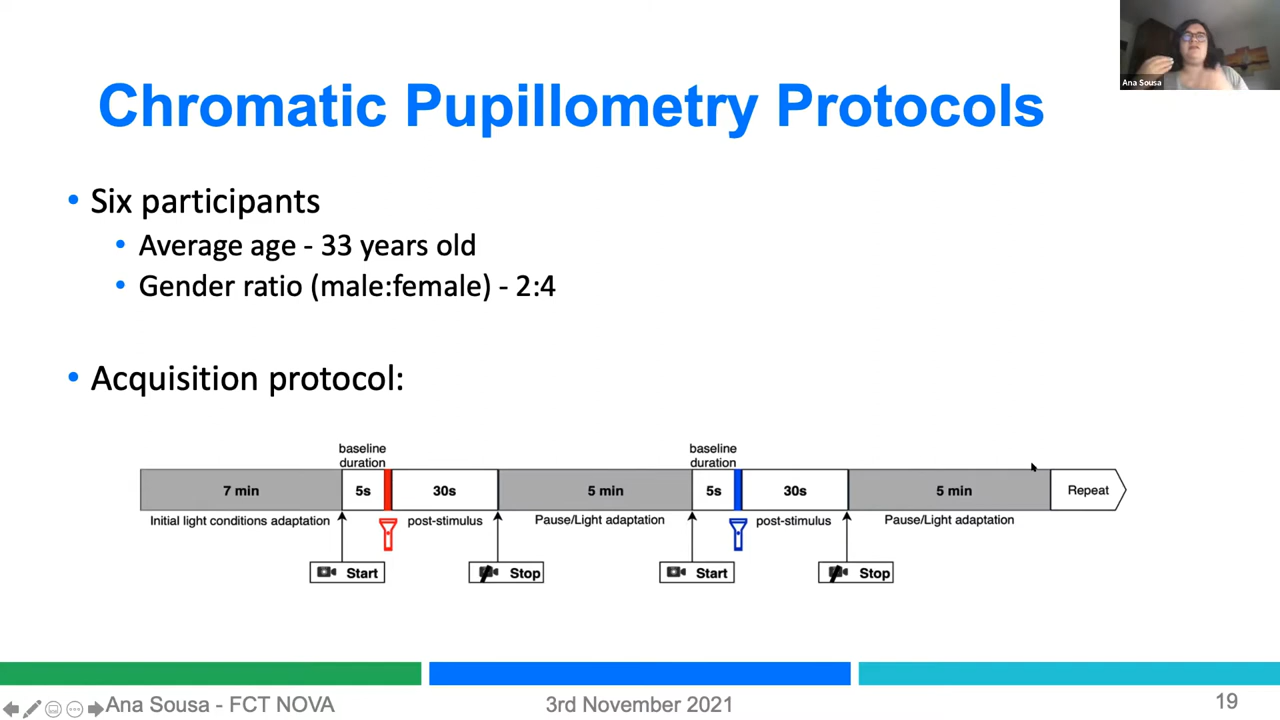 Ana Sousa
Chromatic Pupillometry Protocols
• Six participants
• Average age - 33 years old
• Gender ratio (male:female) - 2:4
• Acquisition protocol:
baseline
duration
baseline
duration
7 min
5s
30s
5 min
5s
30s
5 min
Repeat
Initial light conditions adaptation
post-stimulus
Pause/Light adaptation
post-stimulus
Pause/Light adaptation
Start
Stop
Start
Stop
Ana Sousa - FCT NOVA
3rd November 2021
19